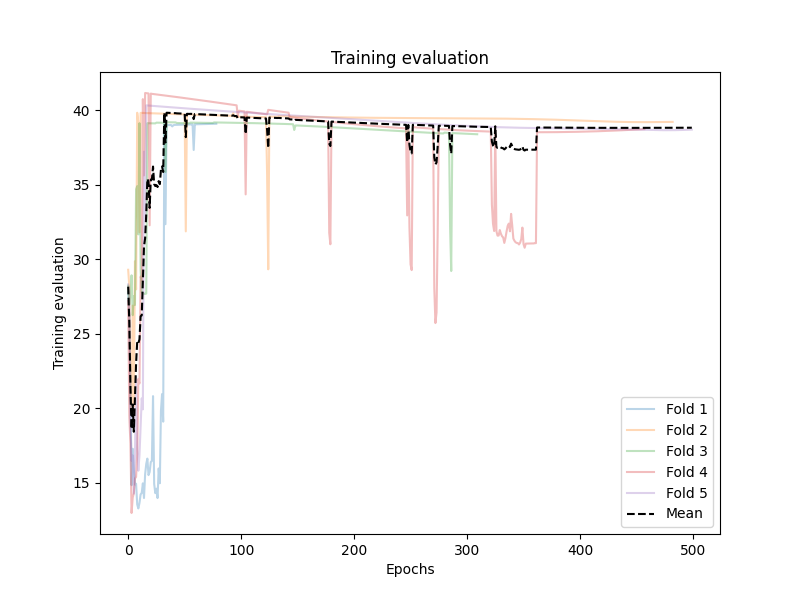 Training evaluation
40
35
30
25
20
15
Training evaluation
0
100
200
300
400
500
Epochs
Fold 1
Fold 2
Fold 3
Fold 4
Fold 5
Mean